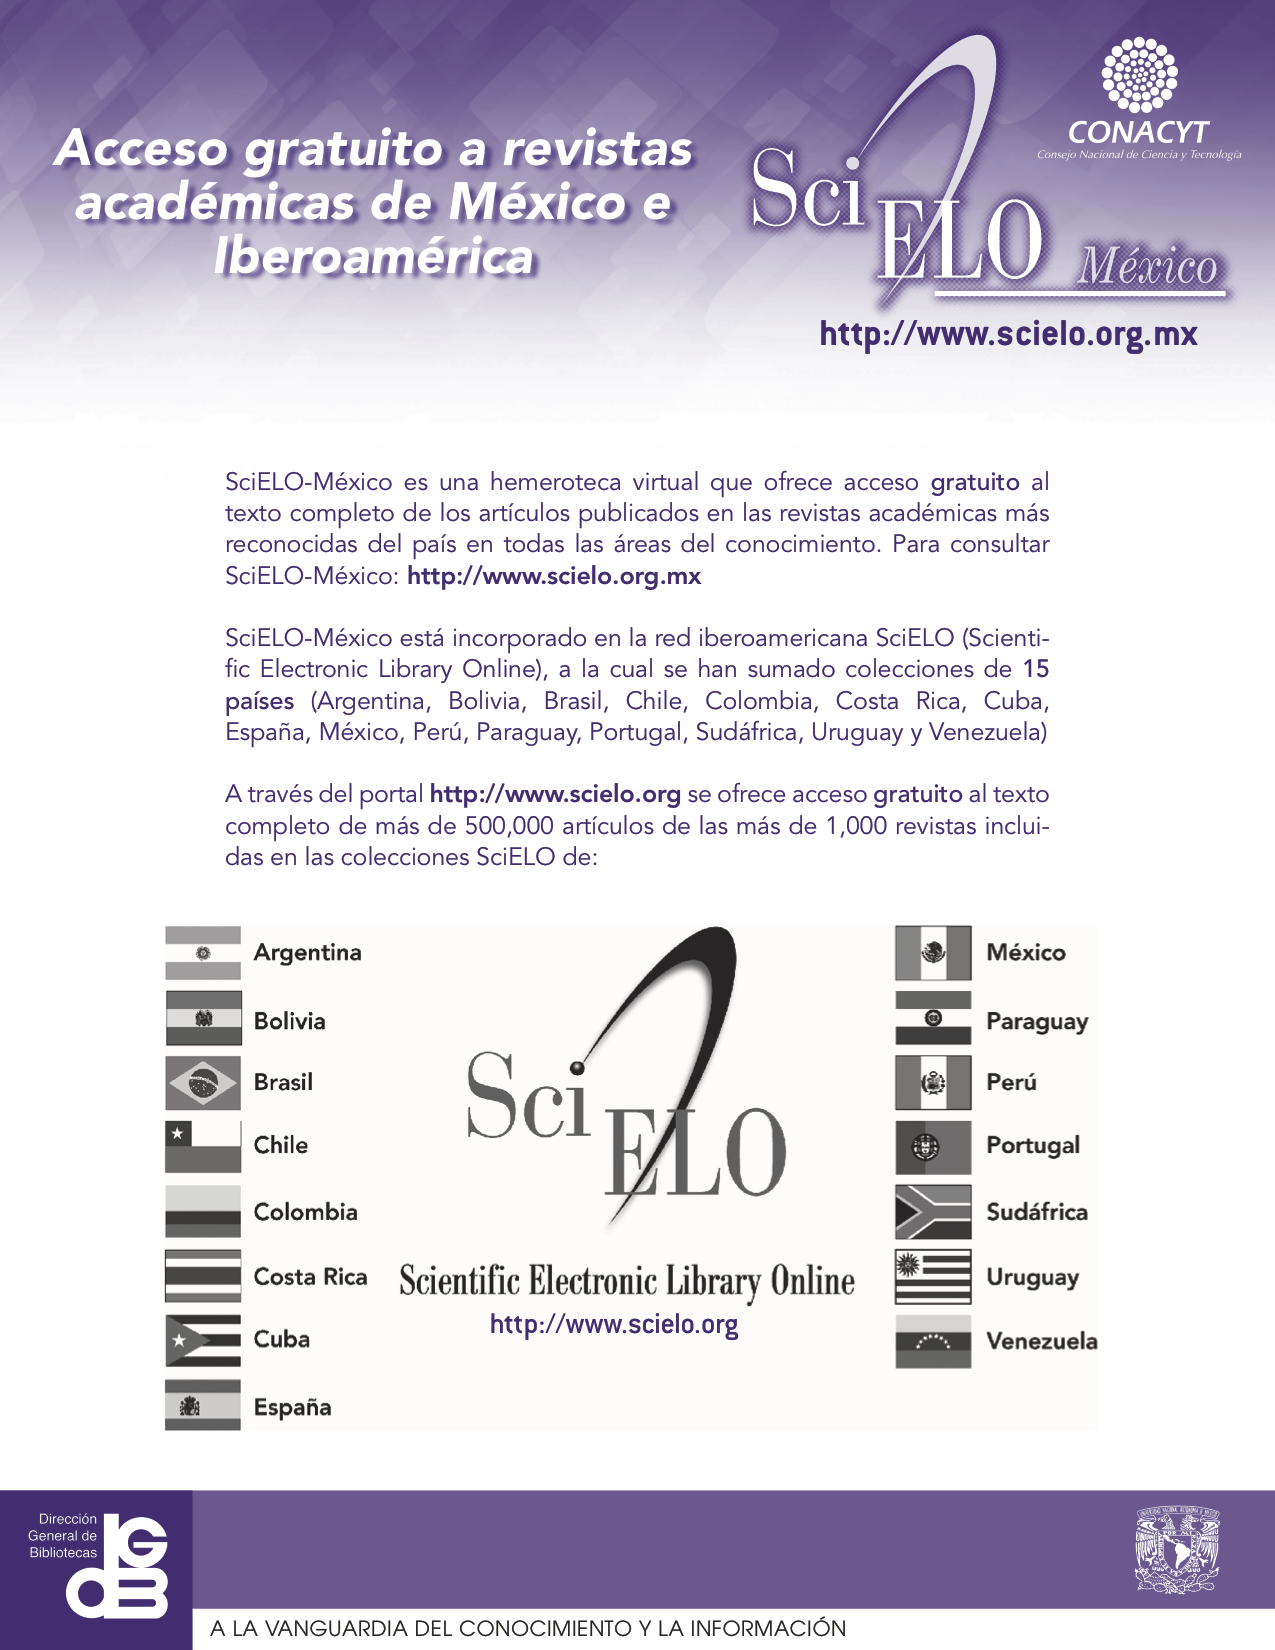 Acceso gratuito a revistas
académicas de México e
Iberoamérica
SciELO México
http://www.scielo.org.mx
CONACYT
Consejo Nacional de Ciencia y Tecnología
SciELO-México es una hemeroteca virtual que ofrece acceso gratuito al
texto completo de los artículos publicados en las revistas académicas más
reconocidas del país en todas las áreas del conocimiento. Para consultar
SciELO-México: http://www.scielo.org.mx
SciELO-México está incorporado en la red iberoamericana SciELO (Scienti-
fic Electronic Library Online), a la cual se han sumado colecciones de 15
países (Argentina, Bolivia, Brasil, Chile, Colombia, Costa Rica, Cuba,
España, México, Perú, Paraguay, Portugal, Sudáfrica, Uruguay y Venezuela)
A través del portal http://www.scielo.org se ofrece acceso gratuito al texto
completo de más de 500,000 artículos de las más de 1,000 revistas inclui-
das en las colecciones SciELO de:
Argentina
Bolivia
Brasil
Chile
Colombia
Costa Rica
Cuba
España
SciELO
Scientific Electronic Library Online
http://www.scielo.org
México
Paraguay
Perú
Portugal
Sudáfrica
Uruguay
Venezuela
Dirección
General de
Bibliotecas
DGB
A LA VANGUARDIA DEL CONOCIMIENTO Y LA INFORMACIÓN